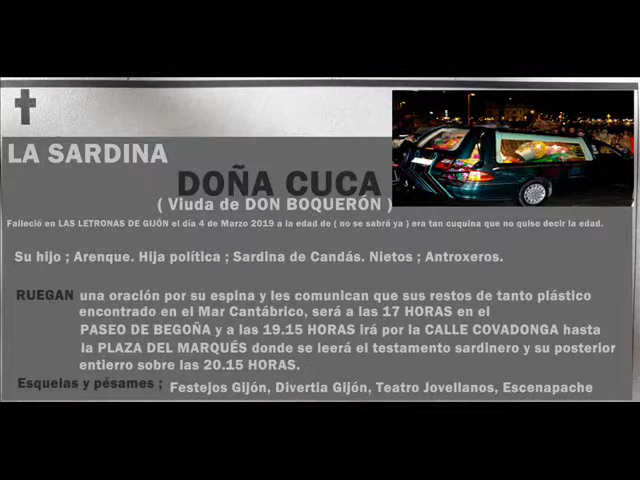 LA SARDINA
DOÑA CUCA
( Viuda de DON BOQUERÓN )
Falleció en LAS LETRONAS DE GIJÓN el día 4 de Marzo 2019 a la edad de ( no se sabrá ya ) era tan cuquina que no quiso decir la edad.
Su hijo ; Arenque. Hija política ; Sardina de Candás. Nietos ; Antroxeros.
RUEGAN una oración por su espina y les comunican que sus restos de tanto plástico
encontrado en el Mar Cantábrico, será a las 17 HORAS en el
PASEO DE BEGOÑA y a las 19.15 HORAS irá por la CALLE COVADONGA hasta
la PLAZA DEL MARQUÉS donde se leerá el testamento sardinero y su posterior
entierro sobre las 20.15 HORAS.
Esquelas y pésames ; Festejos Gijón, Divertia Gijón, Teatro Jovellanos, Escenapache